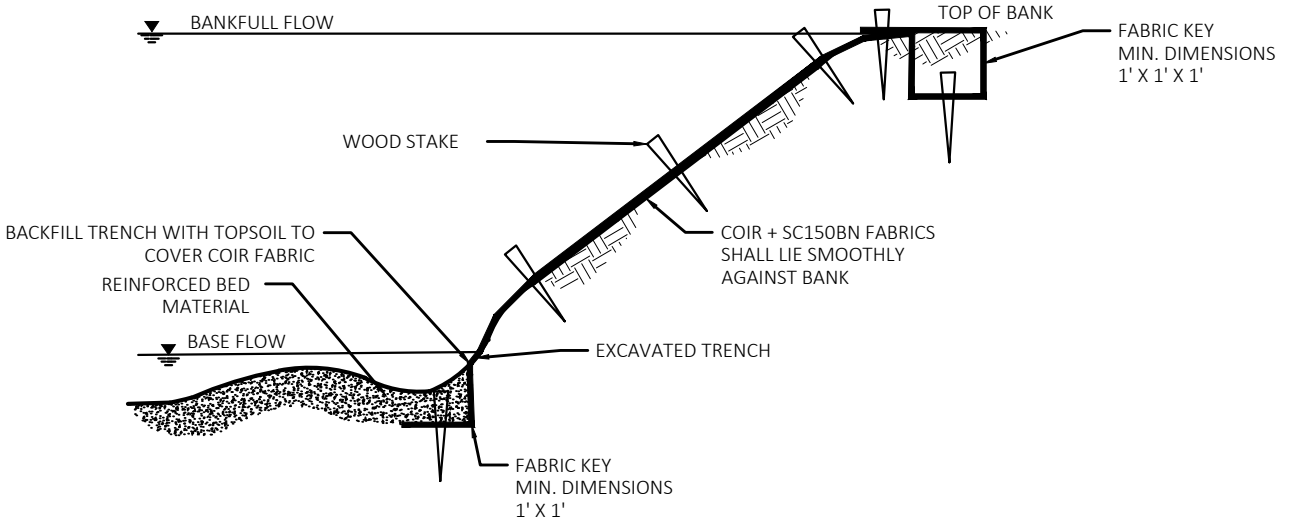 BANKFULL FLOW
TOP OF BANK
FABRIC KEY
MIN. DIMENSIONS
1' X 1' X 1'
WOOD STAKE
BACKFILL TRENCH WITH TOPSOIL TO
COVER COIR FABRIC
COIR + SC150BN FABRICS
SHALL LIE SMOOTHLY
AGAINST BANK
REINFORCED BED
MATERIAL
BASE FLOW
EXCAVATED TRENCH
FABRIC KEY
MIN. DIMENSIONS
1' X 1'